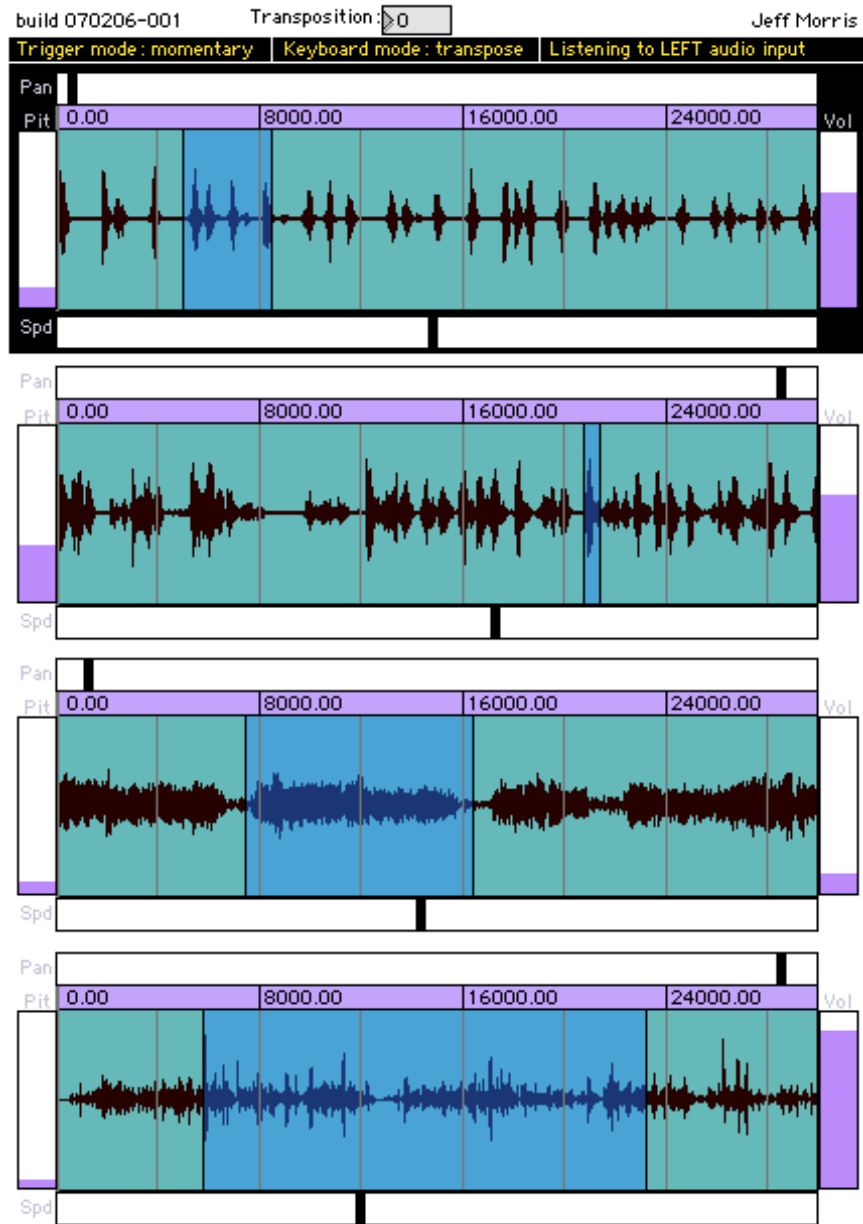 build 070206-001 Transposition: 0 Jeff Morris
Trigger mode: momentary Keyboard mode: transpose Listening to LEFT audio input
Pan
Pit 0.00 8000.00 16000.00 24000.00 Vol
Spd
Pan
Pit 0.00 8000.00 16000.00 24000.00 Vol
Spd
Pan
Pit 0.00 8000.00 16000.00 24000.00 Vol
Spd
Pan
Pit 0.00 8000.00 16000.00 24000.00 Vol
Spd